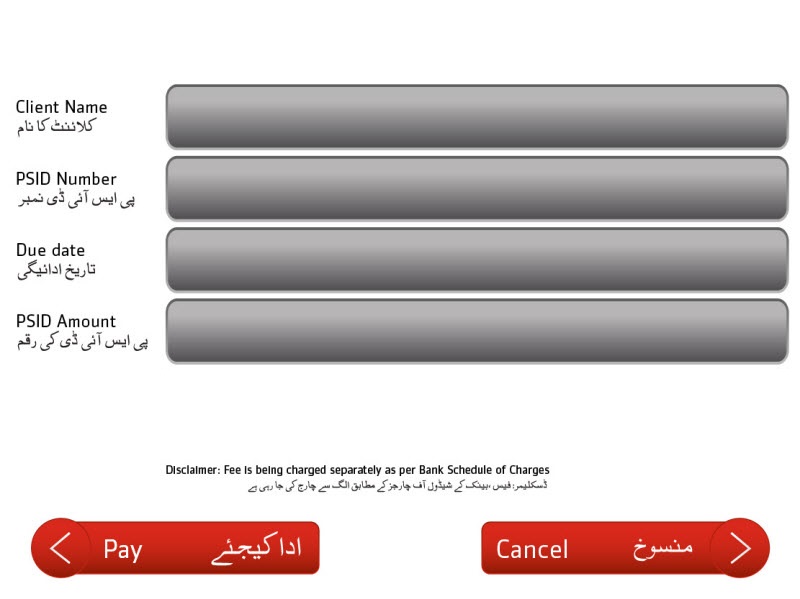 Client Name
کلائنٹ کا نام
PSID Number
پی ایس آئی ڈی نمبر
Due date
تاریخ ادائیگی
PSID Amount
پی ایس آئی ڈی کی رقم
Disclaimer: Fee is being charged separately as per Bank Schedule of Charges
ڈسکلیمر: فیس ،بینک کے شیڈول آف چارجز کے مطابق الگ سے چارج کی جا رہی ہے
Pay ادا کیجئے
Cancel منسوخ